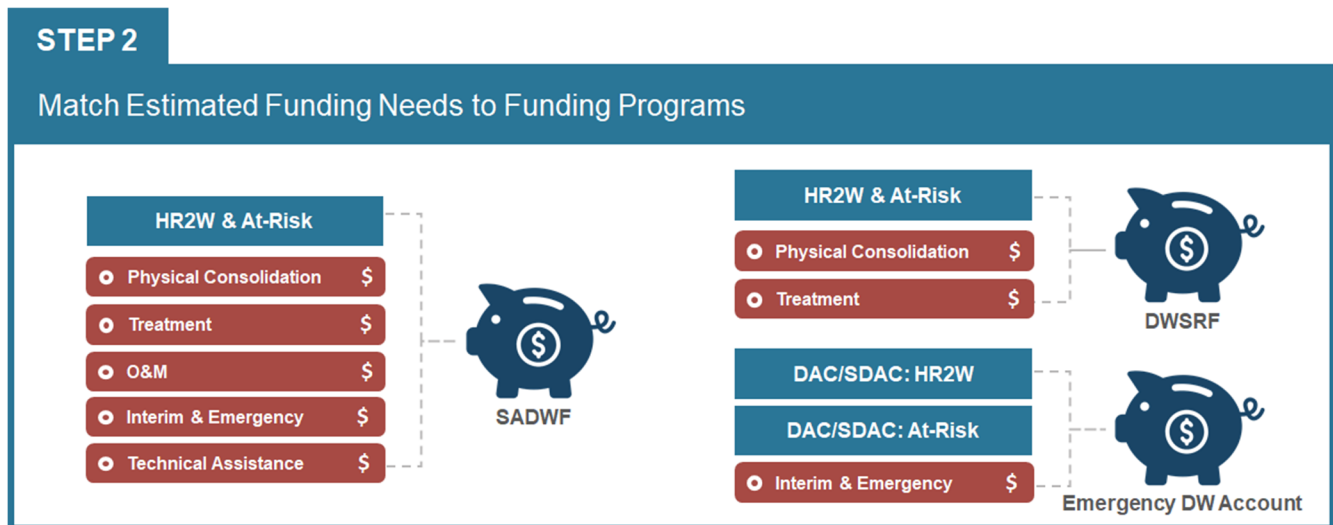 STEP 2
Match Estimated Funding Needs to Funding Programs
HR2W & At-Risk
Physical Consolidation $
Treatment $
O&M $
Interim & Emergency $
Technical Assistance $
$
SADWF
HR2W & At-Risk
Physical Consolidation $
Treatment $
$
DWSRF
DAC/SDAC: HR2W
DAC/SDAC: At-Risk
Interim & Emergency $
$
Emergency DW Account